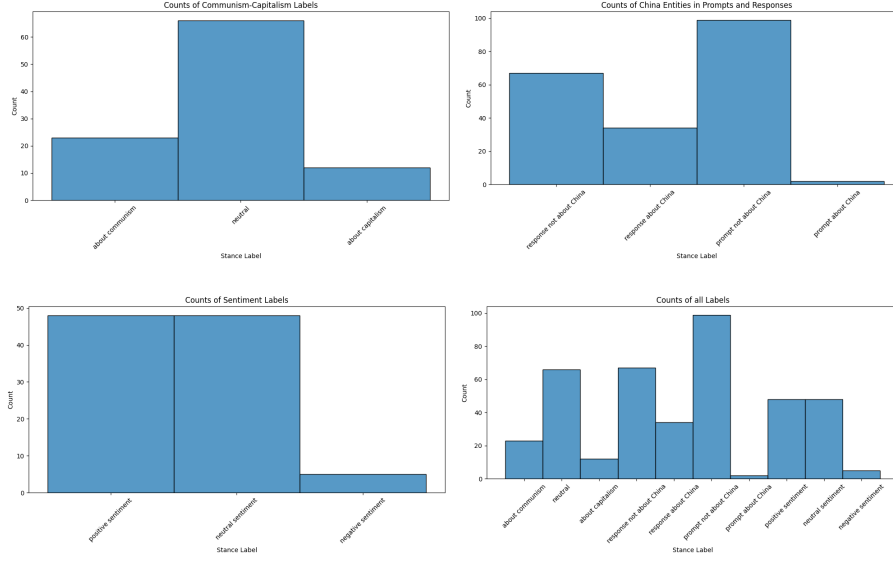 Counts of Communism-Capitalism Labels
Count
60
50
40
30
20
10
0
about communism
neutral
about capitalism
Stance Label
Counts of China Entities in Prompts and Responses
Count
100
80
60
40
20
0
response not about China
response about China
prompt not about China
prompt about China
Stance Label
Counts of Sentiment Labels
Count
50
40
30
20
10
0
positive sentiment
neutral sentiment
negative sentiment
Stance Label
Counts of all Labels
Count
100
80
60
40
20
0
about communism
neutral
about capitalism
response not about China
response about China
prompt not about China
prompt about China
positive sentiment
neutral sentiment
negative sentiment
Stance Label